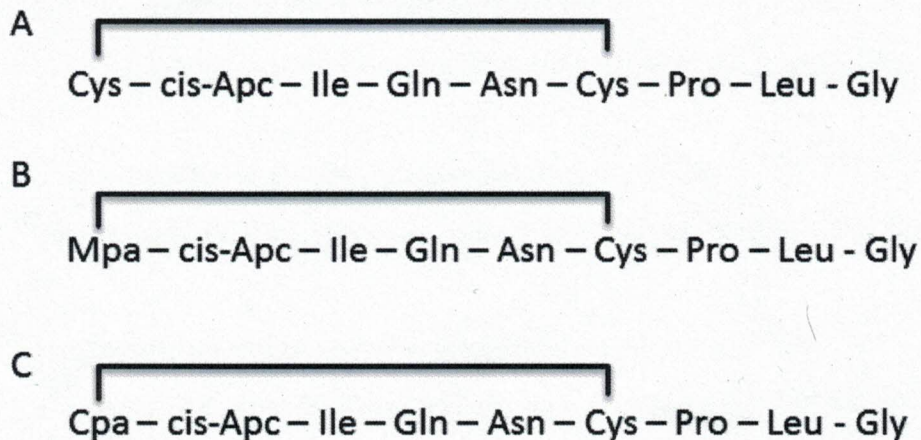 A
Cys – cis-Apc – Ile – Gln – Asn – Cys – Pro – Leu - Gly
B
Mpa – cis-Apc – Ile – Gln – Asn – Cys – Pro – Leu - Gly
C
Cpa – cis-Apc – Ile – Gln – Asn – Cys – Pro – Leu - Gly